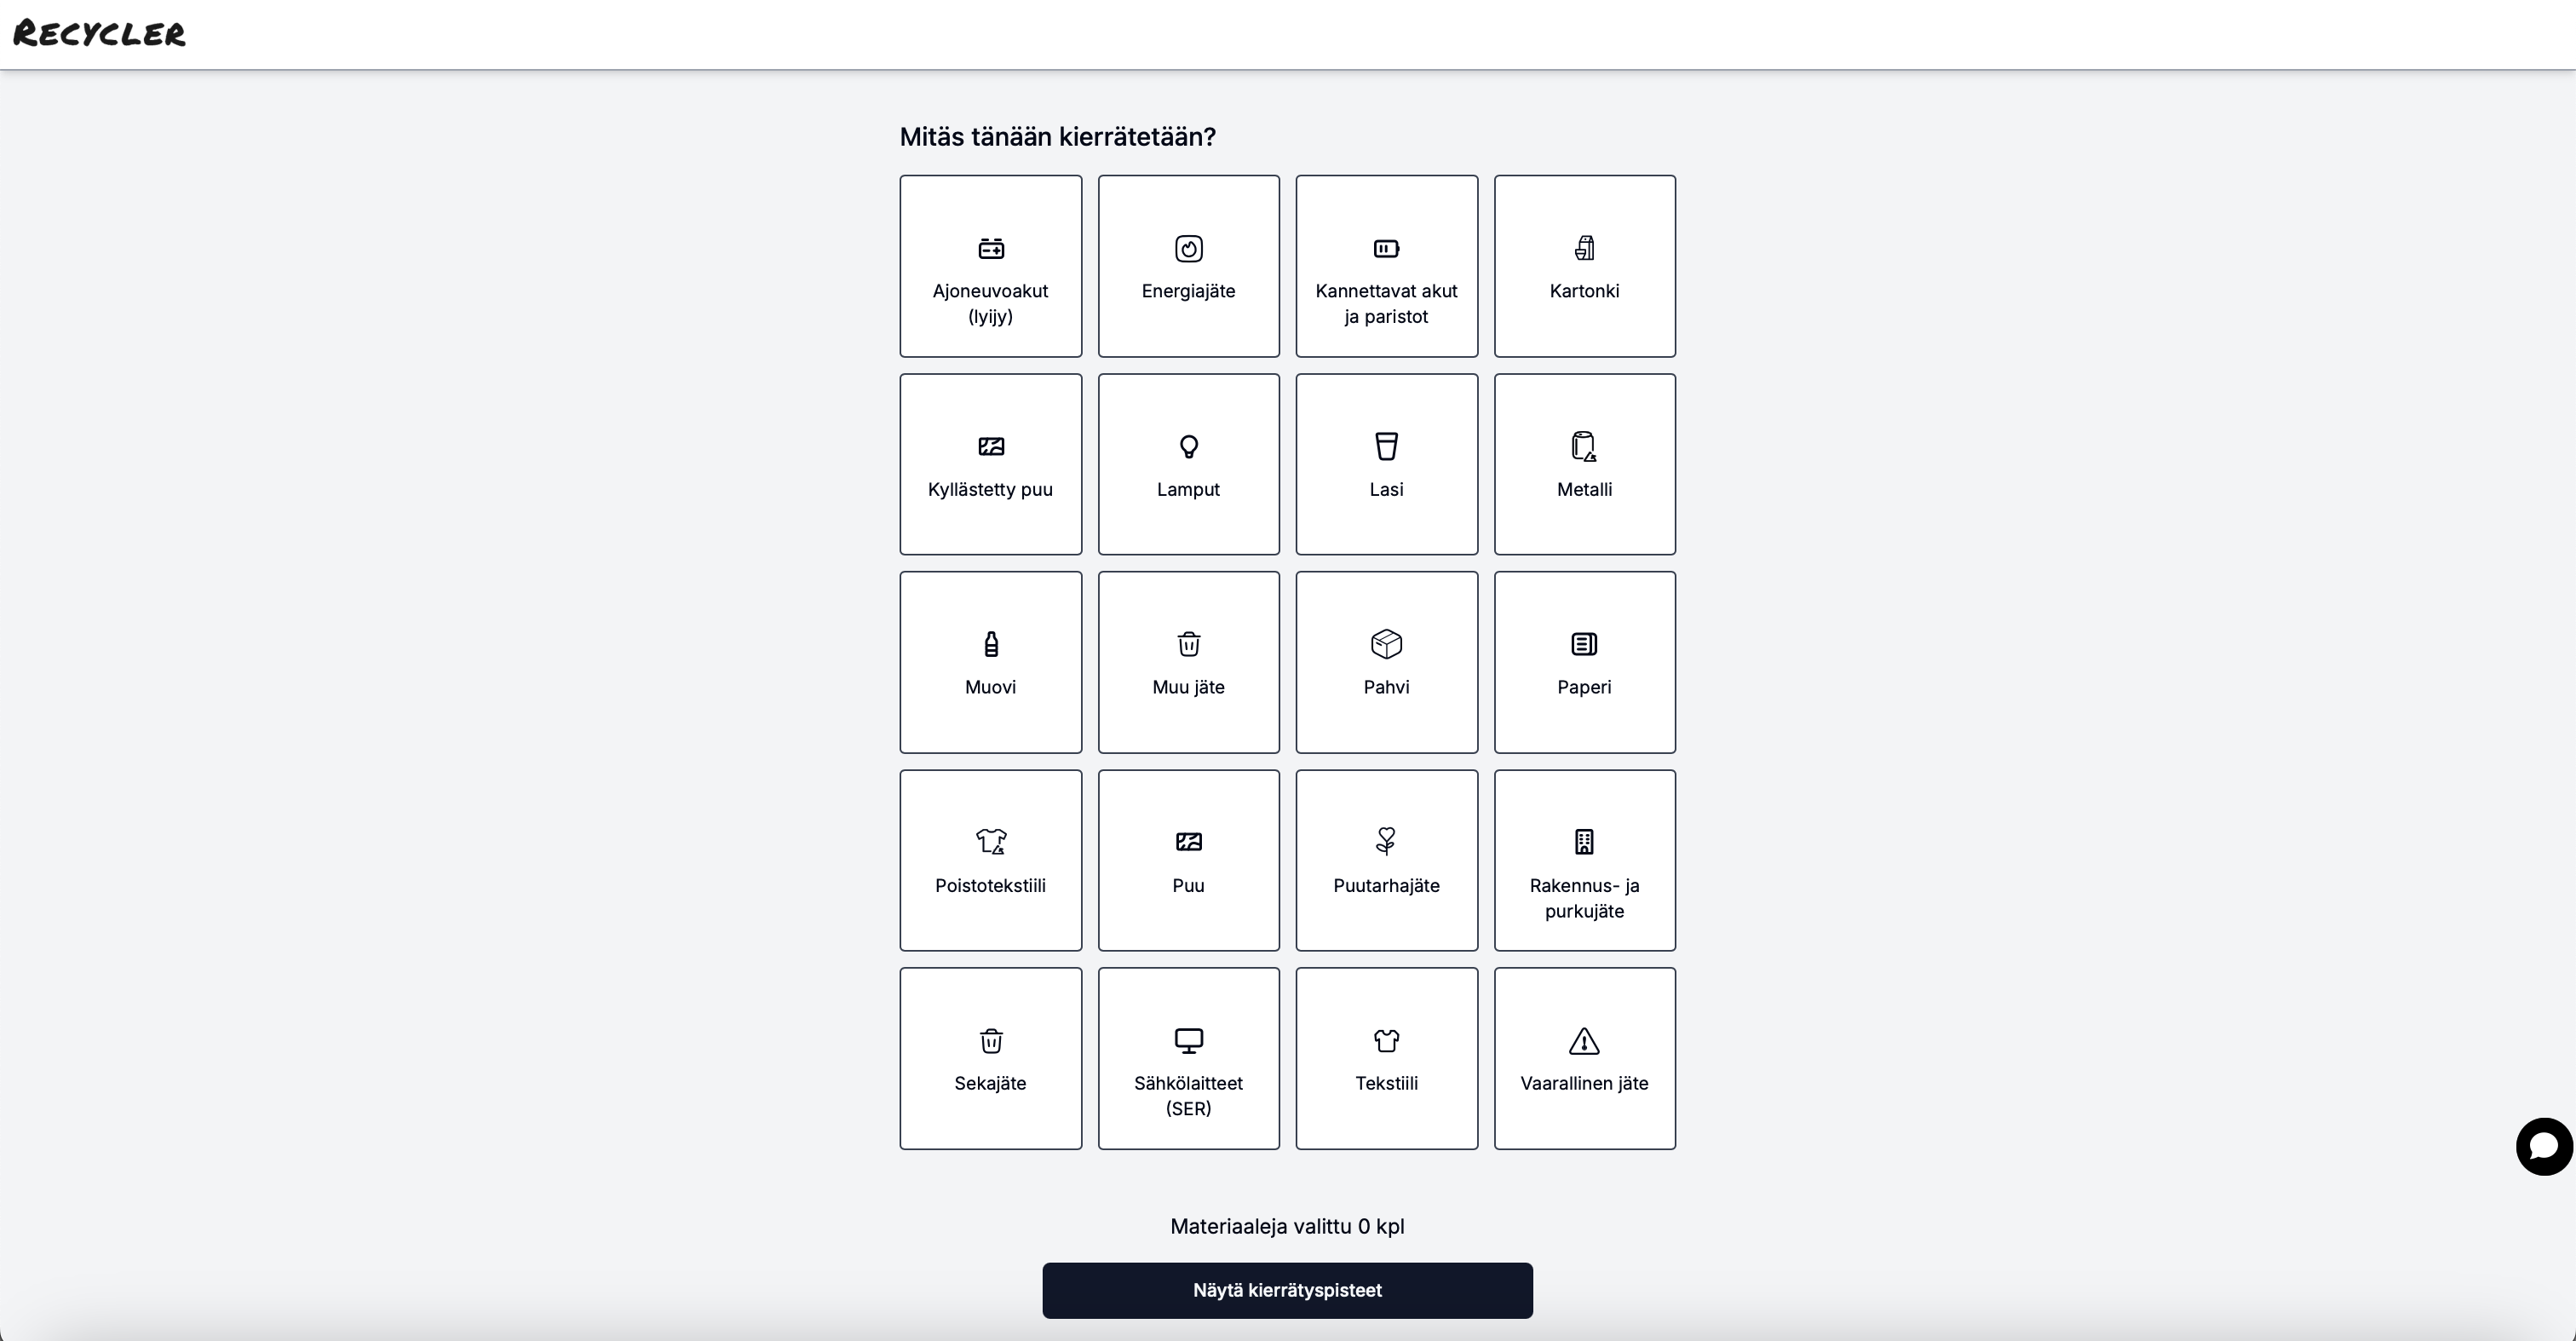 Recycler
Mitäs tänään kierrätetään?
Ajoneuvoakut
(lyijy)
Energiajäte
Kannettavat akut
ja paristot
Kartonki
Kyllästetty puu
Lamput
Lasi
Metalli
Muovi
Muu jäte
Pahvi
Paperi
Poistotekstiili
Puu
Puutarhajäte
Rakennus- ja
purkujäte
Sekajäte
Sähkölaitteet
(SER)
Tekstiili
Vaarallinen jäte
Materiaaleja valittu 0 kpl
Näytä kierrätyspisteet